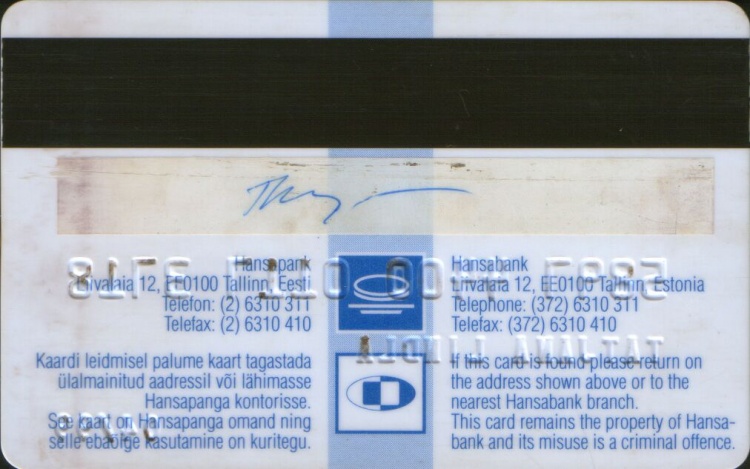 Hansapank
Liivalaia 12, EE0100 Tallinn, Eesti
Telefon: (2) 6310 311
Telefax: (2) 6310 410
Kaardi leidmisel palume kaart tagastada
ülalmainitud aadressil või lähimasse
Hansapanga kontorisse.
See kaart on Hansapanga omand ning
selle ebaõige kasutamine on kuritegu.
Hansabank
Liivalaia 12, EE0100 Tallinn, Estonia
Telephone: (372) 6310 311
Telefax: (372) 6310 410
If this card is found please return on
the address shown above or to the
nearest Hansabank branch.
This card remains the property of Hansa-
bank and its misuse is a criminal offence.